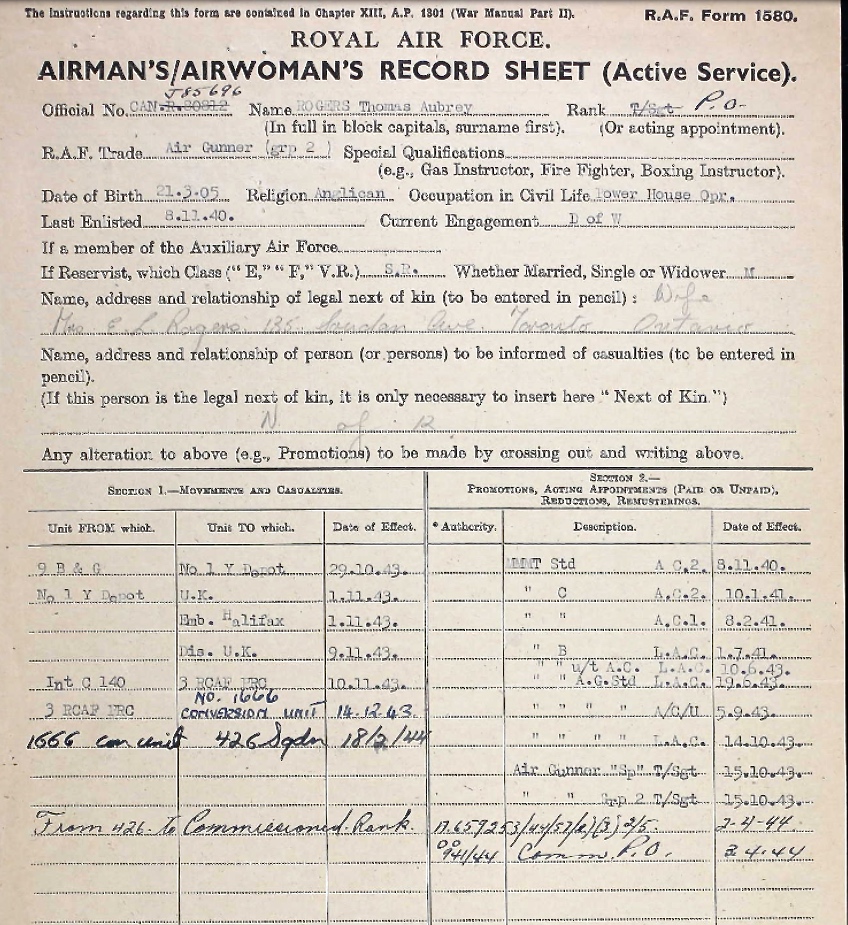 The Instructions regarding this form are contained in Chapter XIII, A.P. 1301 (War Manual Part II).
R.A.F. Form 1580.
ROYAL AIR FORCE.
AIRMAN'S/AIRWOMAN'S RECORD SHEET (Active Service).
J85696
Official No. CAN.R.80812 Name ROGERS Thomas Aubrey Rank T/Sgt P.O-
(In full in block capitals, surname first). (Or acting appointment).
R.A.F. Trade Air Gunner (grp 2 ) Special Qualifications
(e.g., Gas Instructor, Fire Fighter, Boxing Instructor).
Date of Birth 21.3.05 Religion Anglican Occupation in Civil Life Power House Opr.
Last Enlisted 8.11.40. Current Engagement D of W
If a member of the Auxiliary Air Force
If Reservist, which Class ("E," "F," V.R.) S.R. Whether Married, Single or Widower M
Name, address and relationship of legal next of kin (to be entered in pencil) : Wife
Mrs E. L Rogers. 135. Soudan Ave. Toronto Ontario
Name, address and relationship of person (or persons) to be informed of casualties (to be entered in
pencil).
(If this person is the legal next of kin, it is only necessary to insert here " Next of Kin.")
N of
Any alteration to above (e.g., Promotions) to be made by crossing out and writing above.
SECTION 1.—MOVEMENTS AND CASUALTIES.
SECTION 2.—
PROMOTIONS, ACTING APPOINTMENTS (PAID OR UNPAID),
REDUCTIONS, REMUSTERINGS.
Unit FROM which. Unit TO which. Date of Effect. * Authority. Description. Date of Effect.
9 B & G No 1 Y Depot 29.10.43. Std A C.2. 8.11.40.
No 1 Y Depot U.K. 1.11.43. " C A.C.2. 10.1.41.
Emb. Halifax 1.11.43. " " A.C.1. 8.2.41.
Dis. U.K. 9.11.43. " B L.A.C. 1.7.41.
" " u/t A.C. L.A.C. 10.6.43.
Int C 140 3 RCAF PRC 10.11.43. " " A.G.Std L.A.C. 19.6.43.
3 RCAF PRC NO. 1666 CONVERSION UNIT 14.12.43. " " " " A/C/U 5.9.43.
1666 con unit 426 Sqdn 18/2/44 " " " " L.A.C. 14.10.43.
Air Gunner "Sp" T/Sgt 15.10.43.
" " Grp 2 T/Sgt 15.10.43.
From 426. to Commissioned. Rank. 2-4-44.
941/44 Comm. P.O. 3 4.44